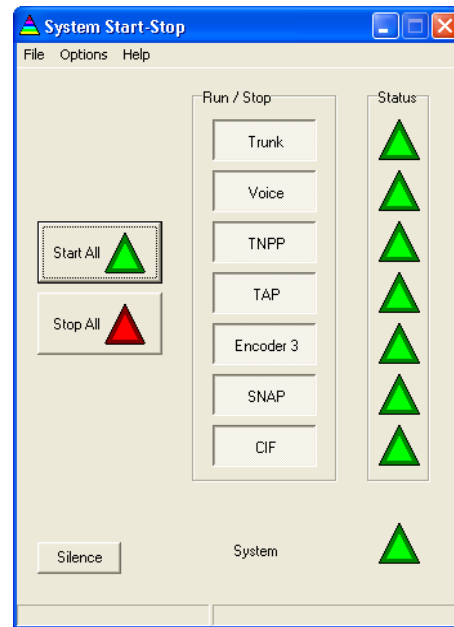 System Start-Stop
File Options Help
Run / Stop
Status
Trunk
Voice
TNPP
TAP
Encoder 3
SNAP
CIF
Start All
Stop All
Silence
System